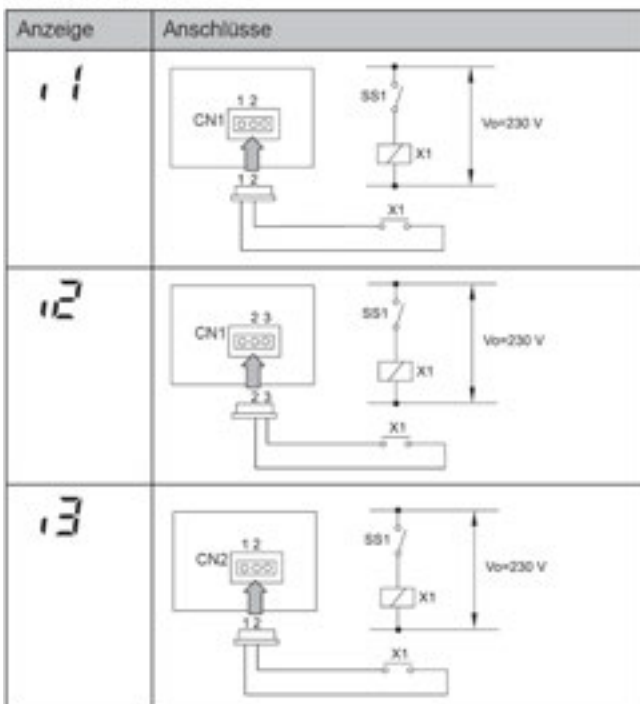 Anzeige Anschlüsse
i1
1 2
CN1
1 2
X1
SS1
X1
Vo=230 V
i2
2 3
CN1
2 3
X1
SS1
X1
Vo=230 V
i3
1 2
CN2
1 2
X1
SS1
X1
Vo=230 V